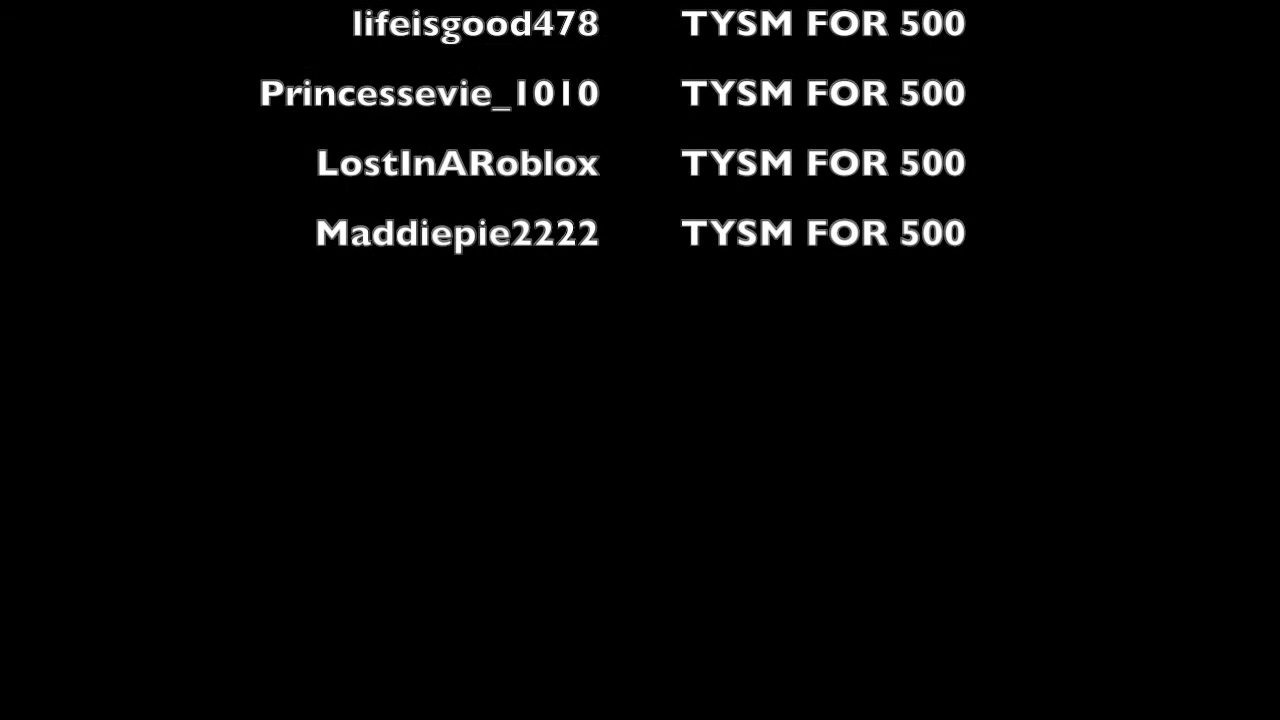 lifeisgood478 TYSM FOR 500
Princessevie_1010 TYSM FOR 500
LostInARoblox TYSM FOR 500
Maddiepie2222 TYSM FOR 500